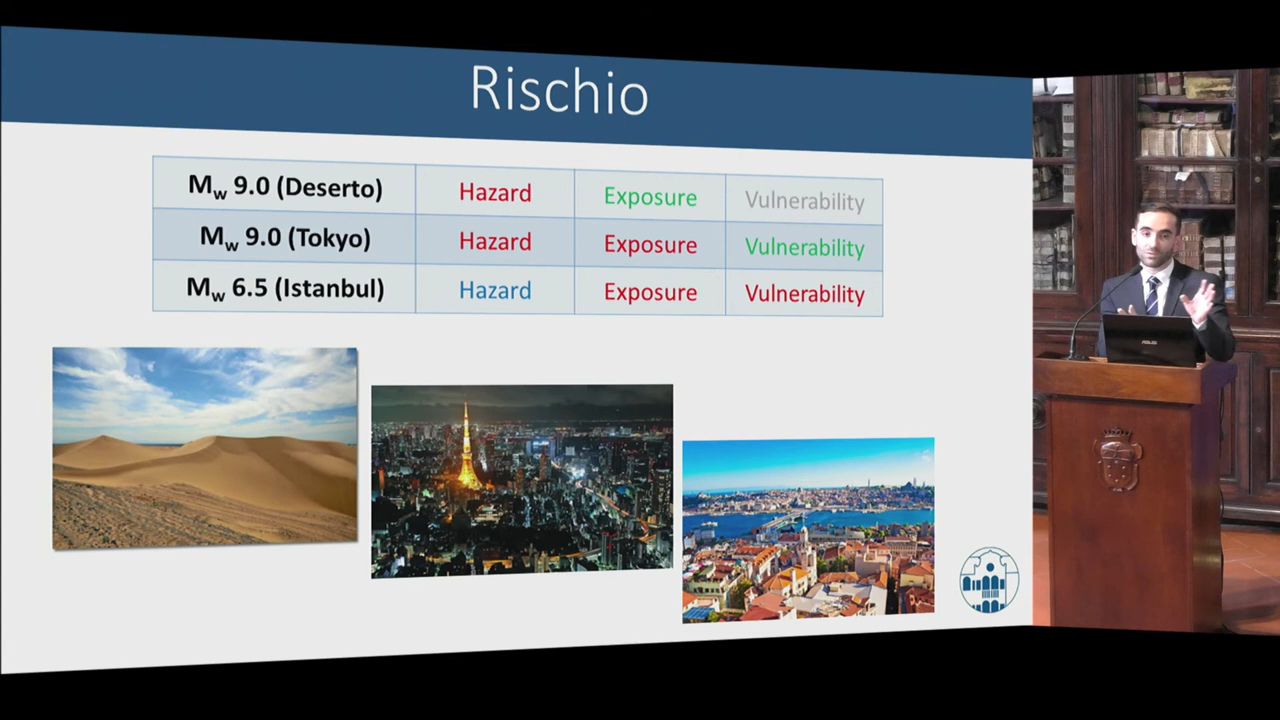 Rischio
Mw 9.0 (Deserto) Hazard Exposure Vulnerability
Mw 9.0 (Tokyo) Hazard Exposure Vulnerability
Mw 6.5 (Istanbul) Hazard Exposure Vulnerability
ASUS